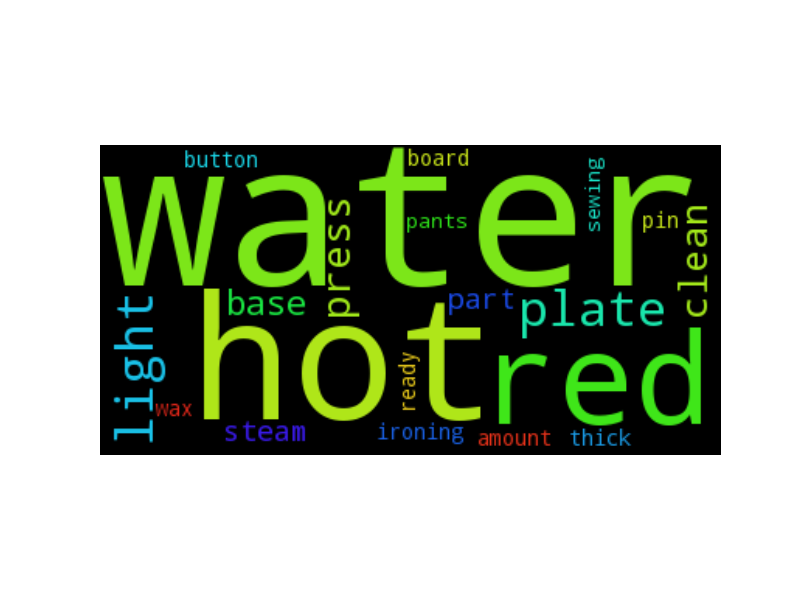 button
board
water
sewing
press
pants
pin
clean
light
base
part
plate
hot
red
ready
wax
steam
ironing
amount
thick